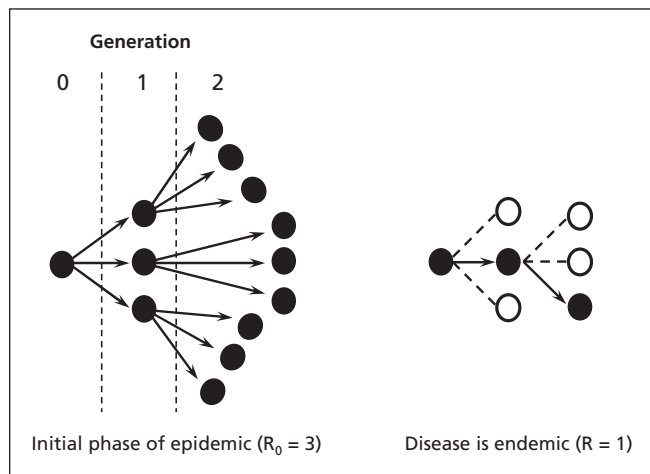 Generation
0 1 2
Initial phase of epidemic (R₀ = 3)
Disease is endemic (R = 1)